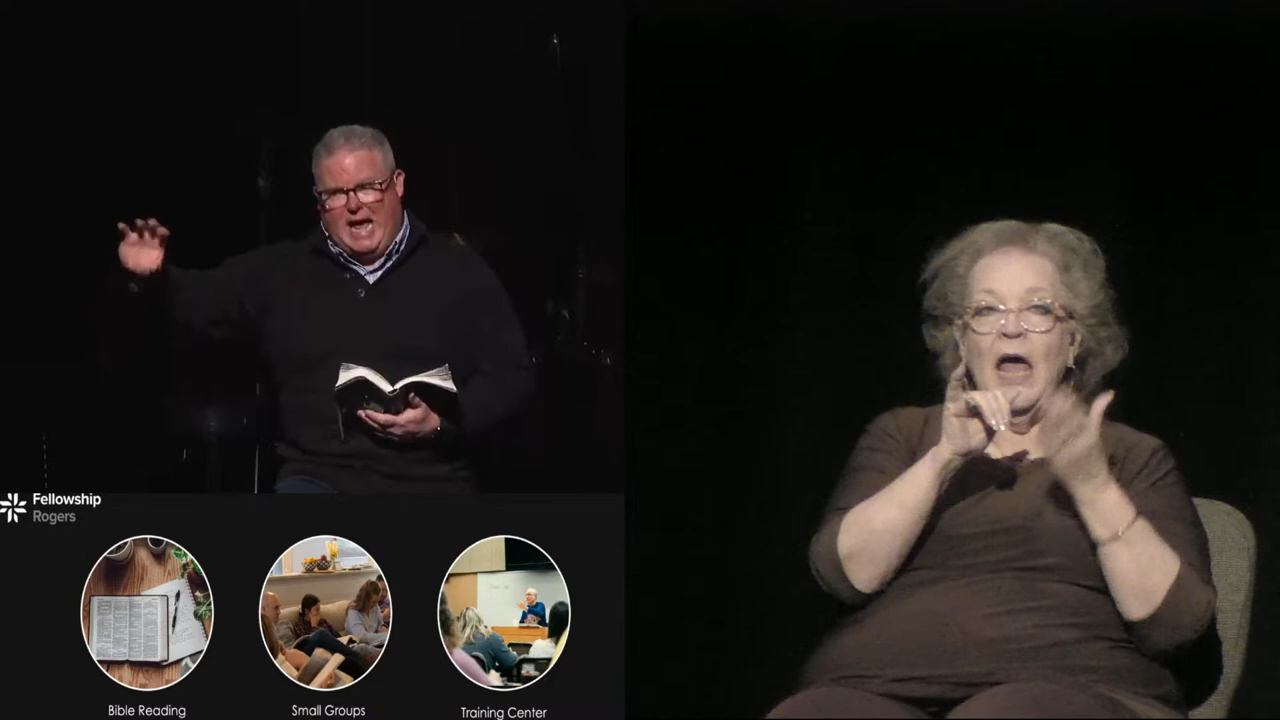 Fellowship
Rogers
Bible Reading
Small Groups
Training Center